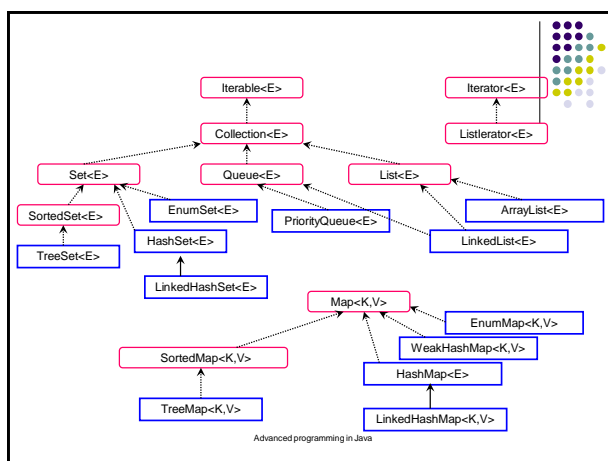 Iterable<E>
Iterator<E>
Collection<E>
ListIerator<E>
Set<E>
Queue<E>
List<E>
SortedSet<E>
EnumSet<E>
PriorityQueue<E>
ArrayList<E>
TreeSet<E>
HashSet<E>
LinkedList<E>
LinkedHashSet<E>
Map<K,V>
EnumMap<K,V>
SortedMap<K,V>
WeakHashMap<K,V>
HashMap<E>
TreeMap<K,V>
LinkedHashMap<K,V>
Advanced programming in Java